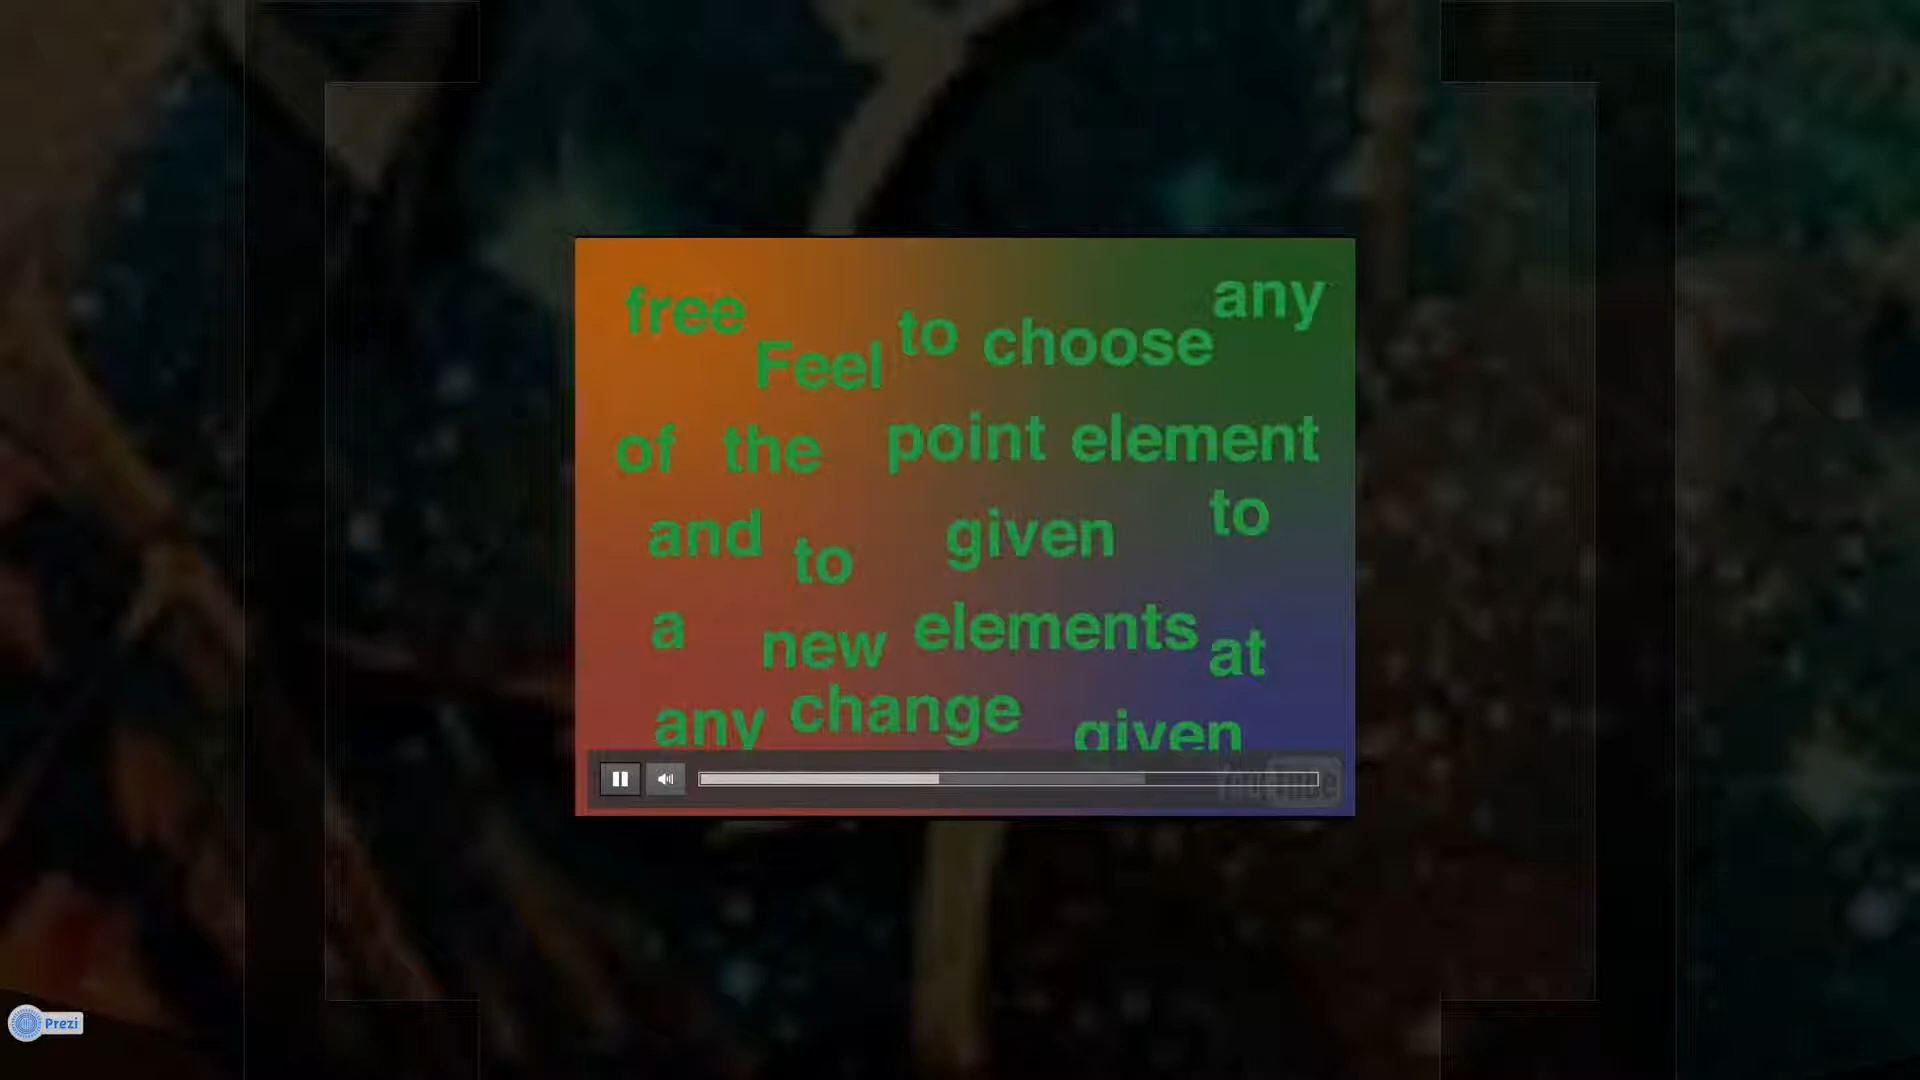 free Feel to choose any
of the point element
and to given to
a new elements at
any change given
YouTube
Prezi